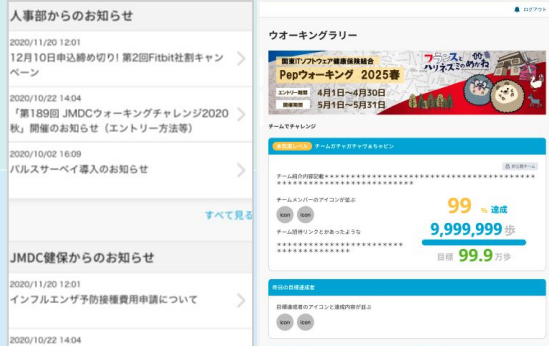 人事部からのお知らせ
2020/11/20 12:01
12月10日申込締め切り! 第2回Fitbit社割キャン
ペーン
2020/10/22 14:04
「第189回 JMDCウォーキングチャレンジ2020
秋」開催のお知らせ(エントリー方法等)
2020/10/02 16:09
パルスサーベイ導入のお知らせ
すべて見る
JMDC健保からのお知らせ
2020/11/20 12:01
インフルエンザ予防接種費用申請について
2020/10/22 14:04
ログアウト
ウオーキングラリー
関東ITソフトウェア健康保険組合
Pepウォーキング 2025春
エントリー期間 4月1日~4月30日
開催期間 5月1日~5月31日
チームでチャレンジ
チームガチャガチャヴ&ちゃビン
チーム紹介内容記載************************************
**************************
チームメンバーのアイコンが並ぶ
icon icon
チーム招待リンクとかあったような
************************
**************
99 % 達成
9,999,999 歩
目標 99.9 万歩
昨日の目標達成者
目標達成者のアイコンと達成内容が並ぶ
icon icon